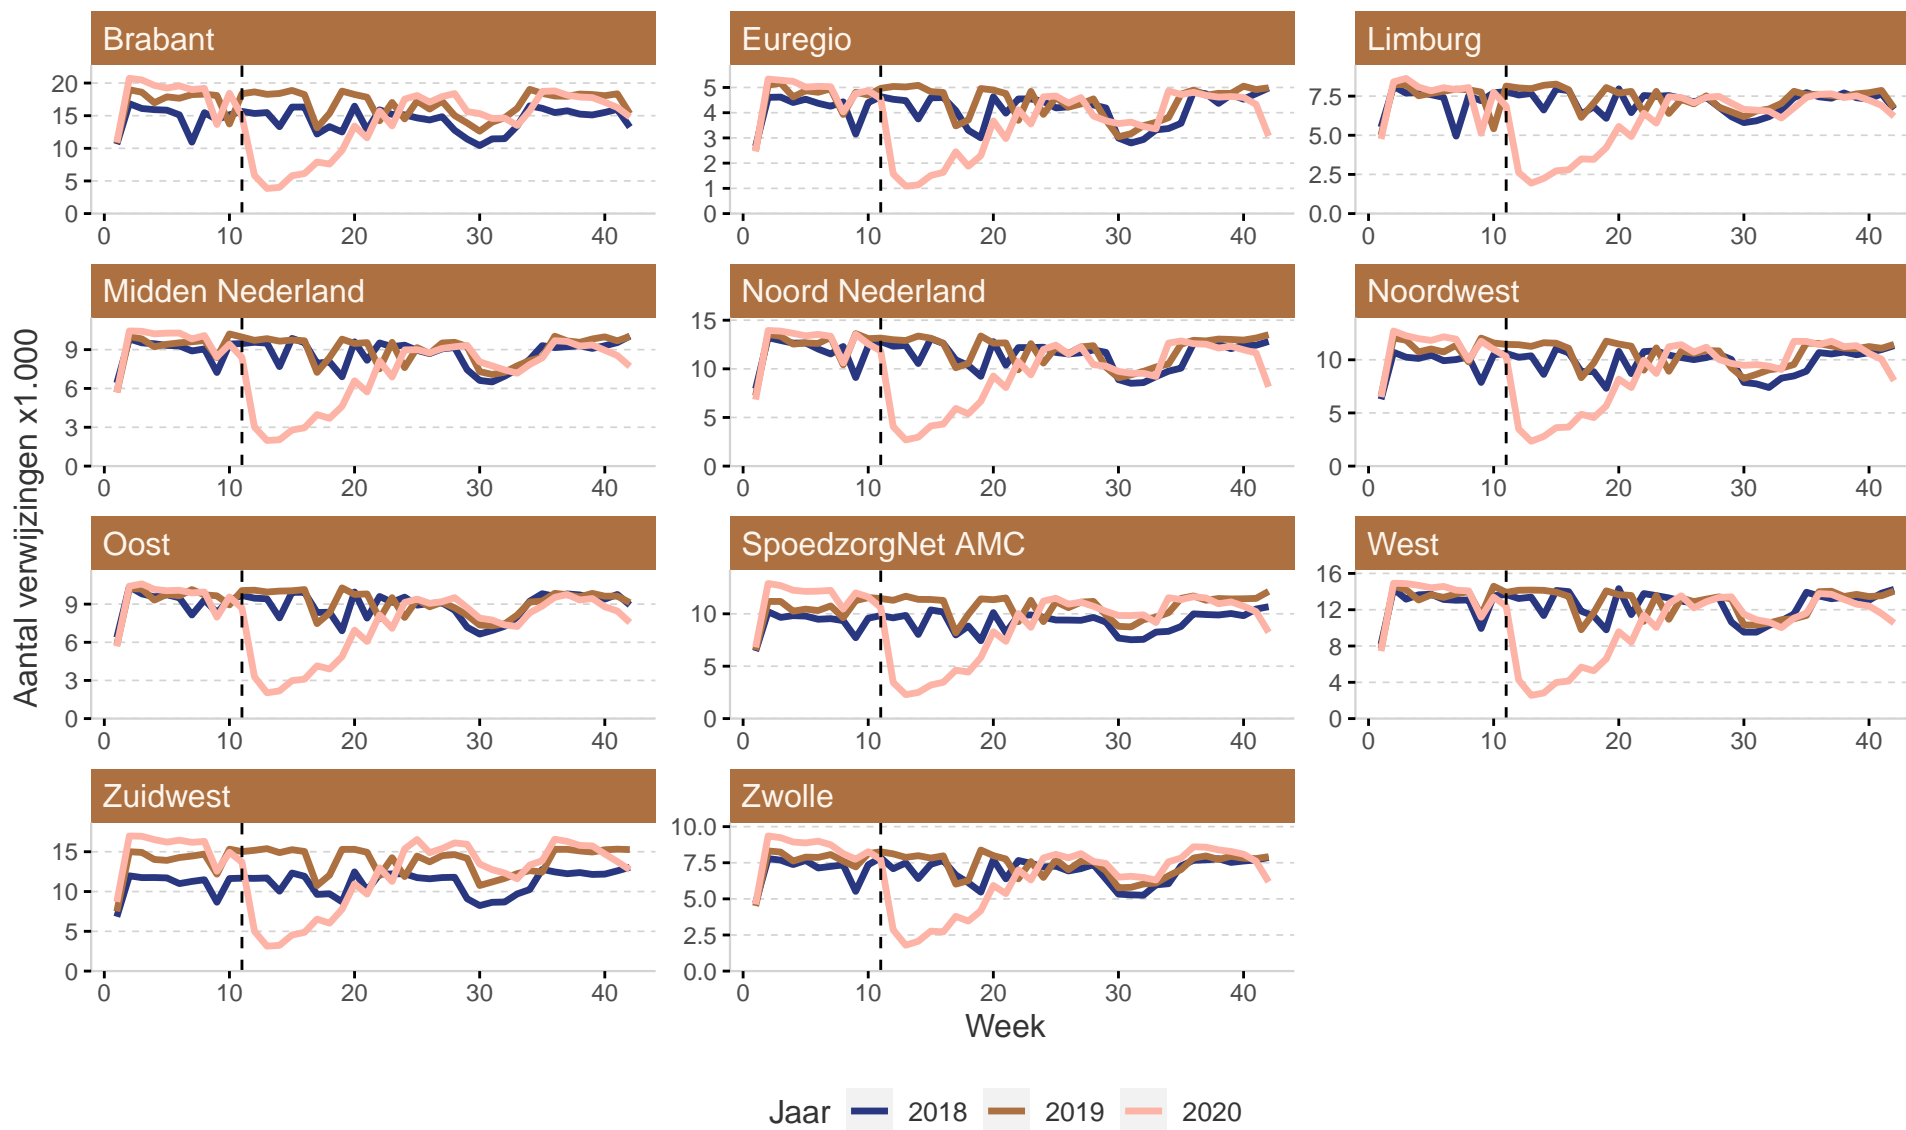 Brabant
Euregio
Limburg
20
15
10
5
0
0 10 20 30 40
5
4
3
2
1
0
0 10 20 30 40
7.5
5.0
2.5
0.0
0 10 20 30 40
Midden Nederland
Noord Nederland
Noordwest
9
6
3
0
0 10 20 30 40
15
10
5
0
0 10 20 30 40
10
5
0
0 10 20 30 40
Aantal verwijzingen x1.000
Oost
SpoedzorgNet AMC
West
9
6
3
0
0 10 20 30 40
10
5
0
0 10 20 30 40
16
12
8
4
0
0 10 20 30 40
Zuidwest
Zwolle
15
10
5
0
0 10 20 30 40
10.0
7.5
5.0
2.5
0.0
0 10 20 30 40
Week
Jaar 2018 2019 2020